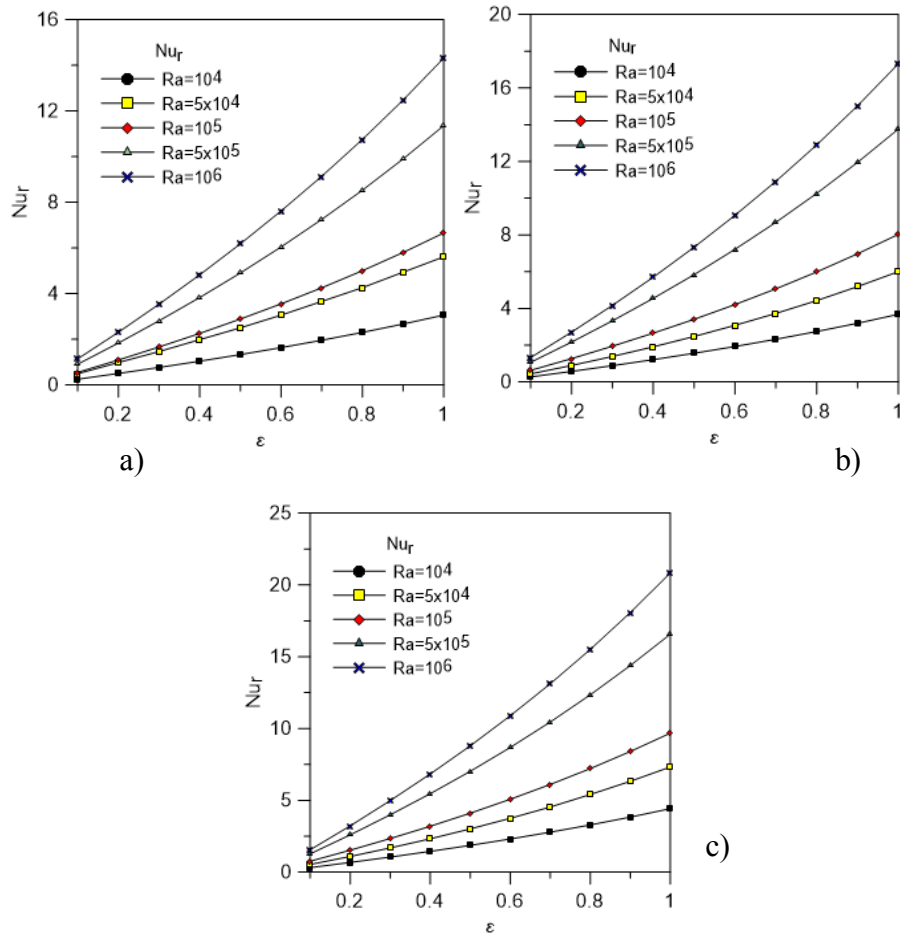 16
12
8
4
0
Nur
Nur
Ra=10⁴
Ra=5x10⁴
Ra=10⁵
Ra=5x10⁵
Ra=10⁶
0.2
0.4
0.6
0.8
1
ε
a)
20
16
12
8
4
0
Nur
Nur
Ra=10⁴
Ra=5x10⁴
Ra=10⁵
Ra=5x10⁵
Ra=10⁶
0.2
0.4
0.6
0.8
1
ε
b)
25
20
15
10
5
0
Nur
Nur
Ra=10⁴
Ra=5x10⁴
Ra=10⁵
Ra=5x10⁵
Ra=10⁶
0.2
0.4
0.6
0.8
1
ε
c)